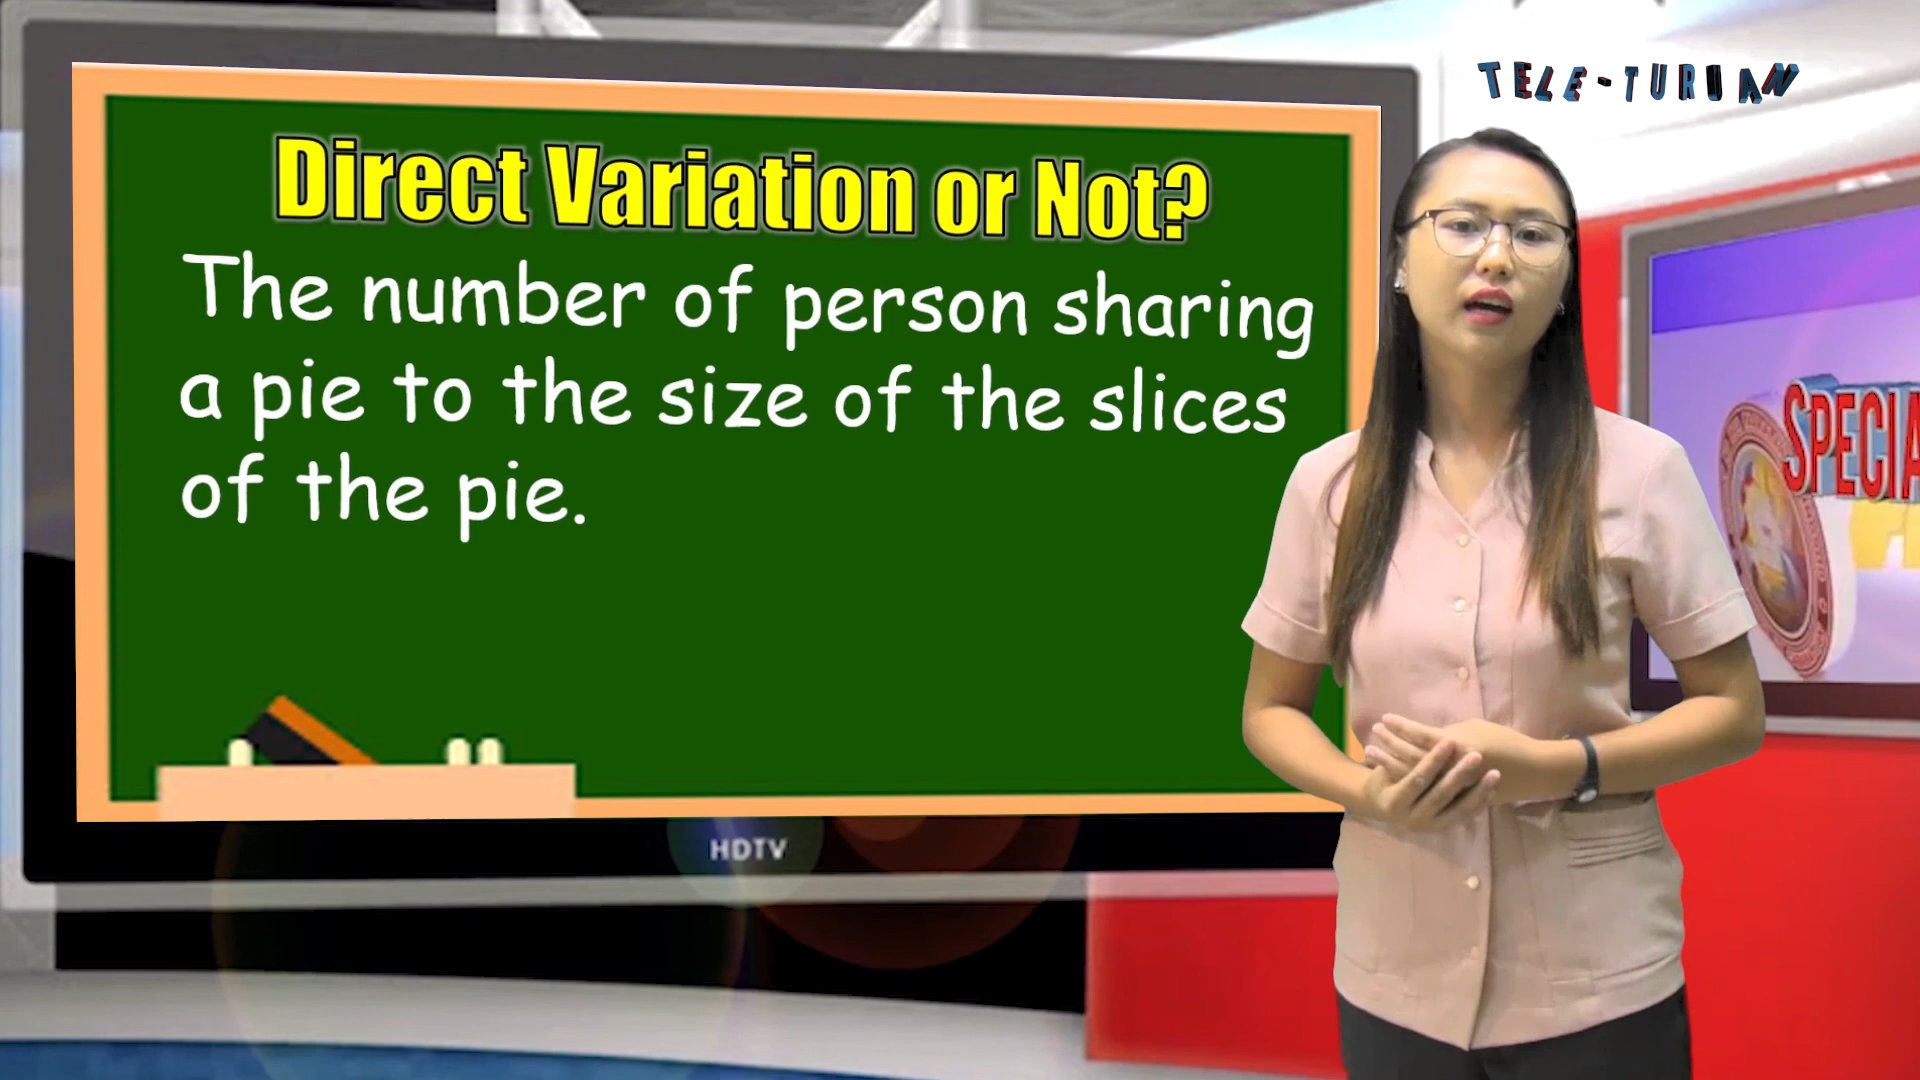 TELE-TURUAN
Direct Variation or Not?
The number of person sharing
a pie to the size of the slices
of the pie.
SPECIA
HDTV